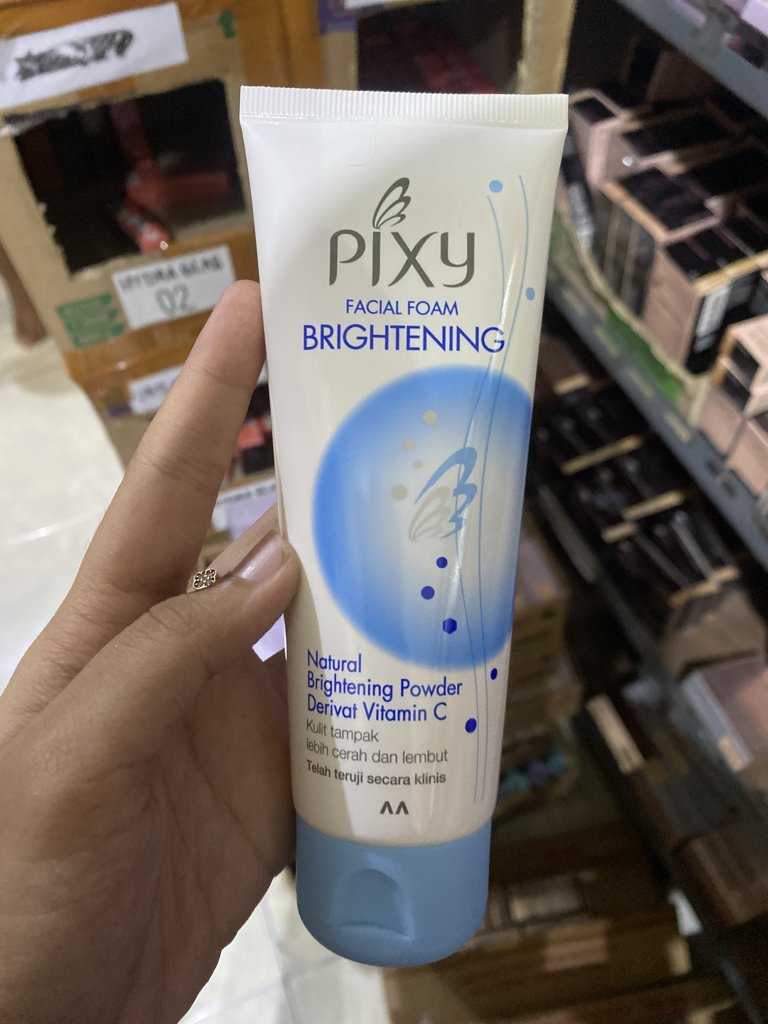 PIXY
FACIAL FOAM
BRIGHTENING
Natural
Brightening Powder
Derivat Vitamin C
Kulit tampak
lebih cerah dan lembut
Telah teruji secara klinis
02